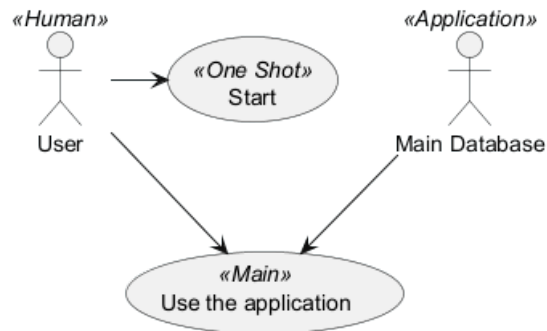 «Human»
«Application»
«One Shot»
Start
User
Main Database
«Main»
Use the application